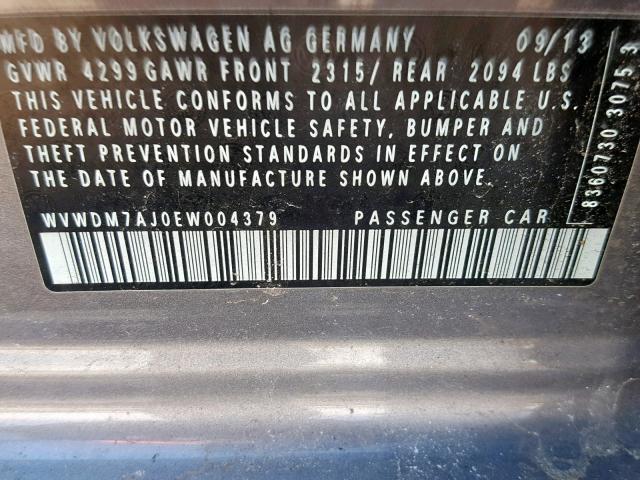 MFD BY VOLKSWAGEN AG GERMANY 09/13
GVWR 4299 GAWR FRONT 2315/ REAR 2094 LBS
THIS VEHICLE CONFORMS TO ALL APPLICABLE U.S.
FEDERAL MOTOR VEHICLE SAFETY, BUMPER AND
THEFT PREVENTION STANDARDS IN EFFECT ON
THE DATE OF MANUFACTURE SHOWN ABOVE.
WVWDM7AJ0EW004379 PASSENGER CAR
8360730 3075